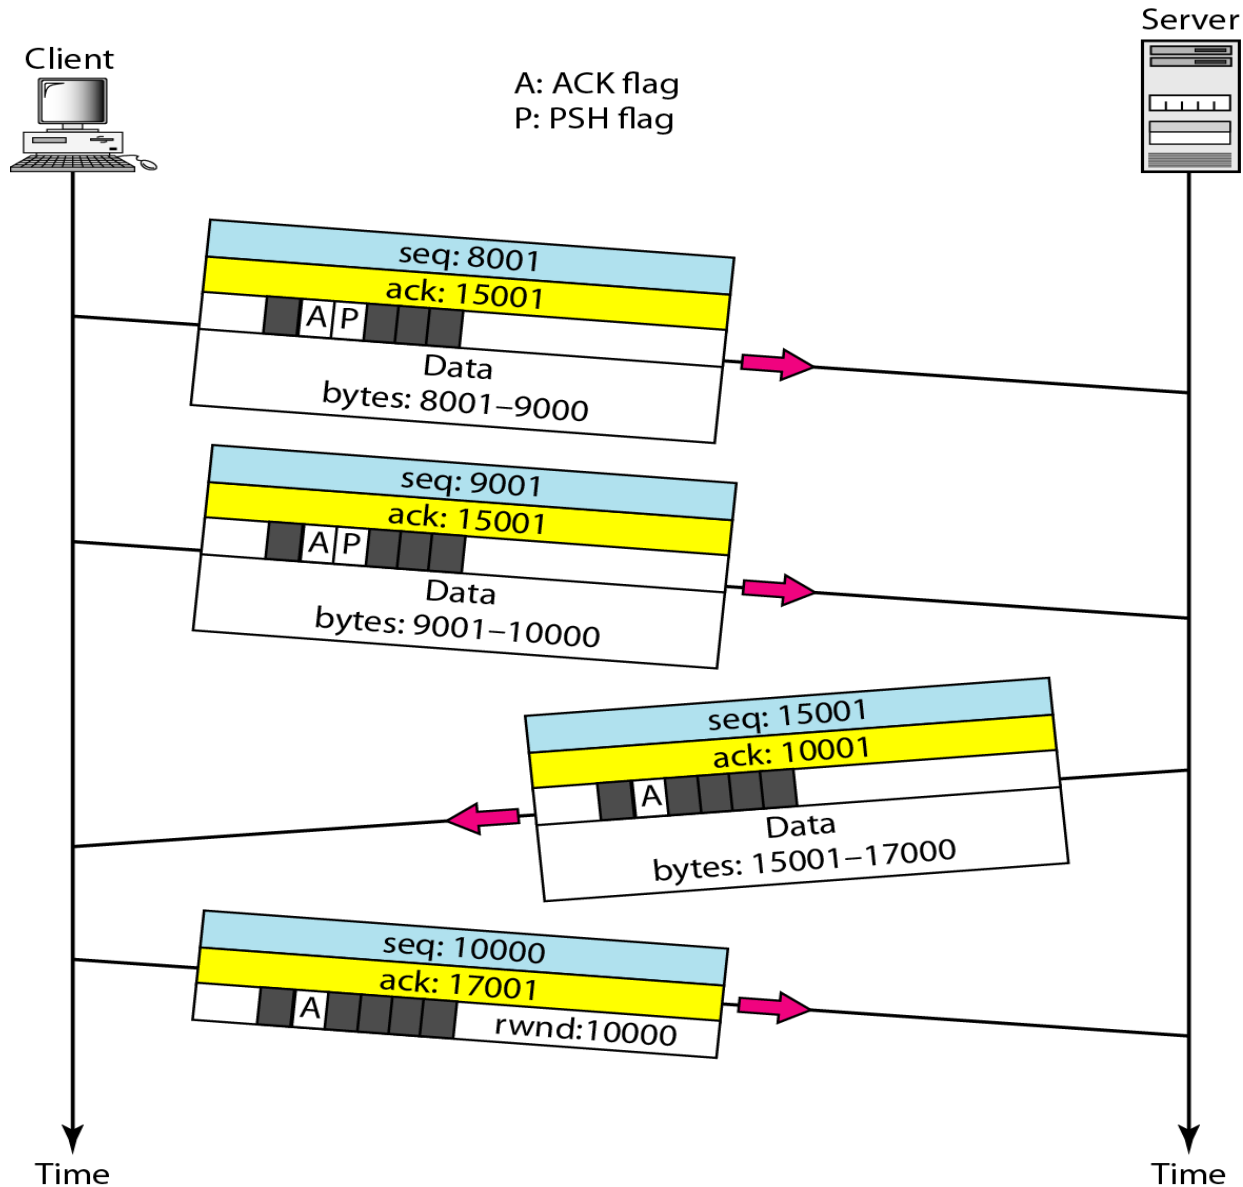 Client
Server
A: ACK flag
P: PSH flag
seq: 8001
ack: 15001
A P
Data
bytes: 8001–9000
seq: 9001
ack: 15001
A P
Data
bytes: 9001–10000
seq: 15001
ack: 10001
A
Data
bytes: 15001–17000
seq: 10000
ack: 17001
A rwnd:10000
Time
Time